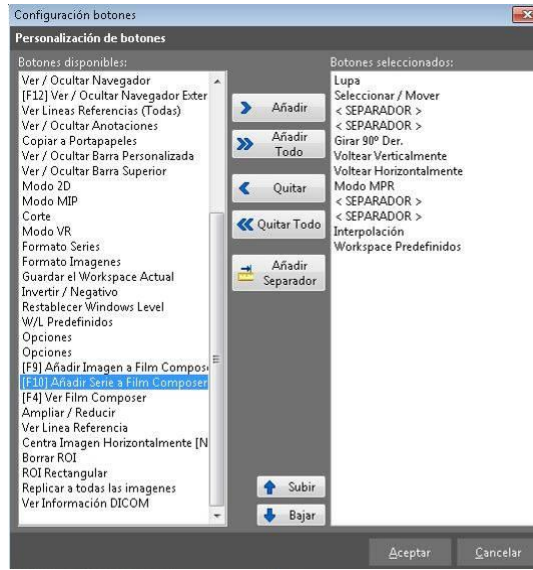 Configuración botones
Personalización de botones
Botones disponibles:
Ver / Ocultar Navegador
[F12] Ver / Ocultar Navegador Exter
Ver Lineas Referencias (Todas)
Ver / Ocultar Anotaciones
Copiar a Portapapeles
Ver / Ocultar Barra Personalizada
Ver / Ocultar Barra Superior
Modo 2D
Modo MIP
Corte
Modo VR
Formato Series
Formato Imagenes
Guardar el Workspace Actual
Invertir / Negativo
Restablecer Windows Level
W/L Predefinidos
Opciones
Opciones
[F9] Añadir Imagen a Film Compos
[F10] Añadir Serie a Film Composer
[F4] Ver Film Composer
Ampliar / Reducir
Ver Linea Referencia
Centra Imagen Horizontalmente [N
Borrar ROI
ROI Rectangular
Replicar a todas las imagenes
Ver Información DICOM
Añadir
Añadir
Todo
Quitar
Quitar Todo
Añadir
Separador
Subir
Bajar
Botones seleccionados:
Lupa
Seleccionar / Mover
< SEPARADOR >
< SEPARADOR >
Girar 90º Der.
Voltear Verticalmente
Voltear Horizontalmente
Modo MPR
< SEPARADOR >
< SEPARADOR >
Interpolación
Workspace Predefinidos
Aceptar
Cancelar